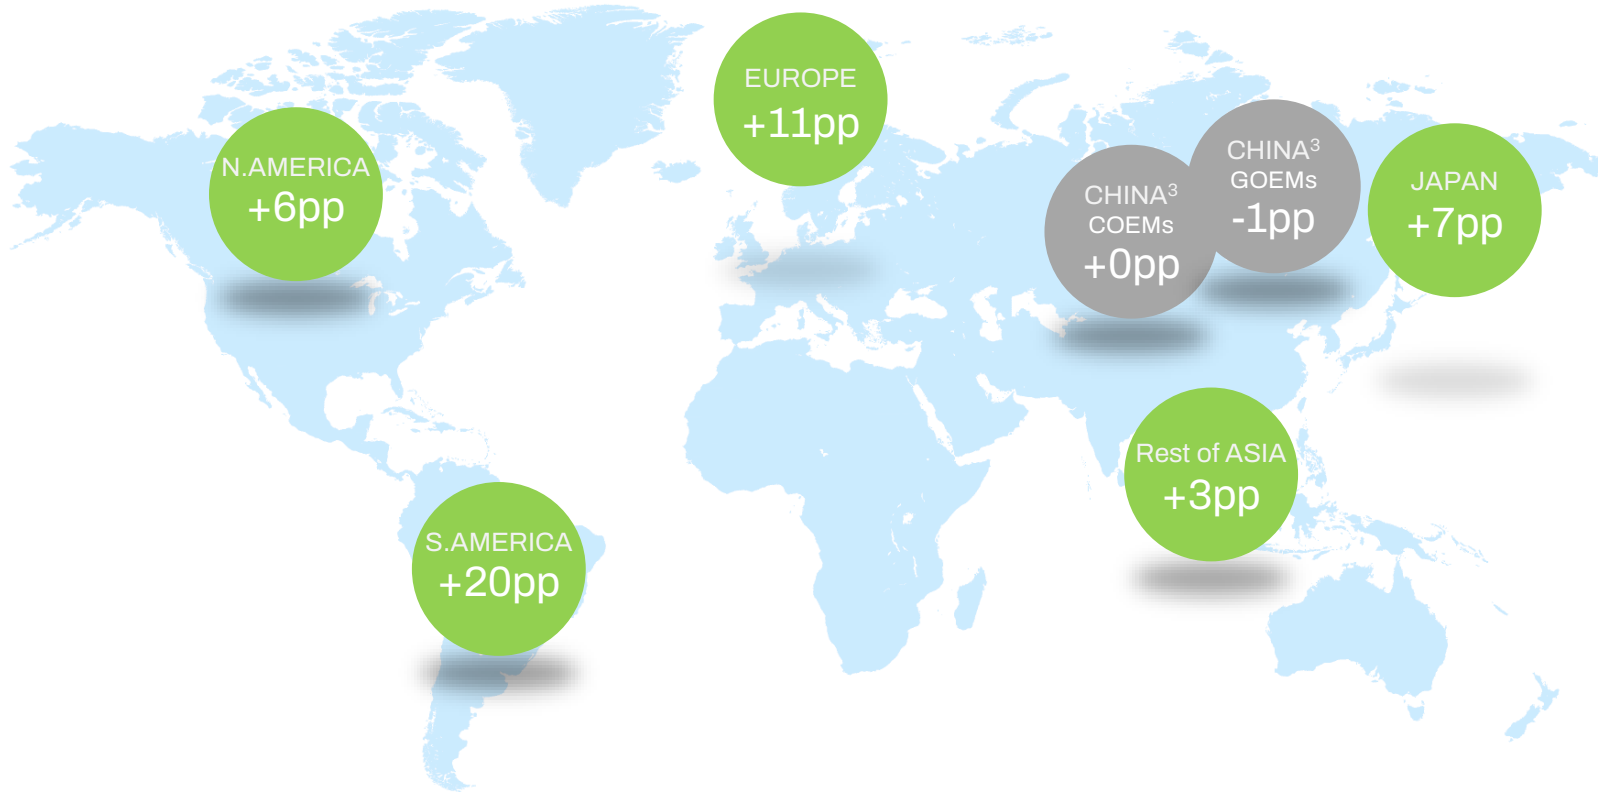 EUROPE
+11pp
N.AMERICA
+6pp
CHINA³
COEMs
+0pp
CHINA³
GOEMs
-1pp
JAPAN
+7pp
Rest of ASIA
+3pp
S.AMERICA
+20pp